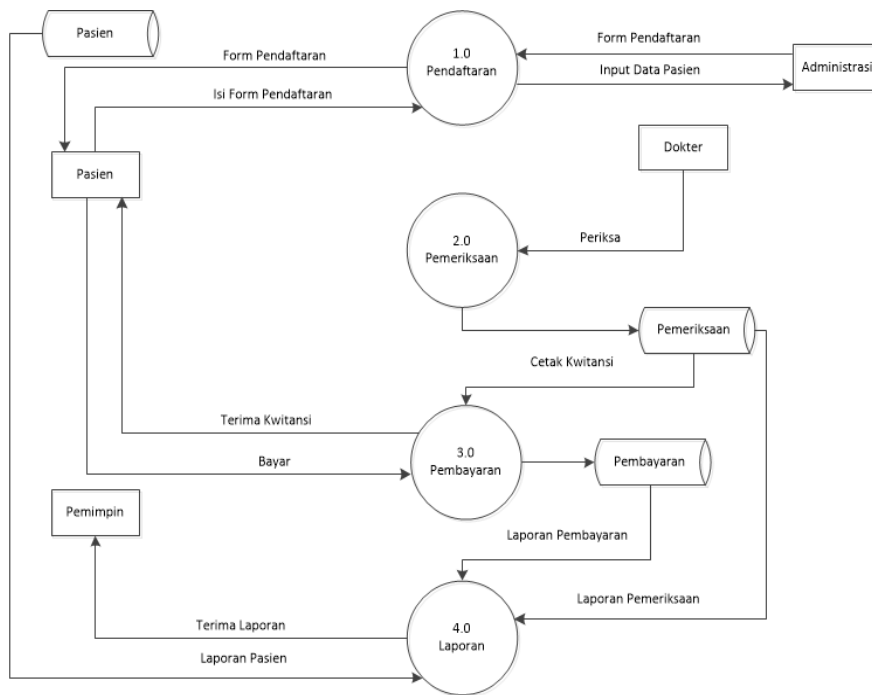 Pasien
1.0
Pendaftaran
Form Pendaftaran
Form Pendaftaran
Input Data Pasien
Administrasi
Isi Form Pendaftaran
Pasien
Dokter
2.0
Pemeriksaan
Periksa
Pemeriksaan
Cetak Kwitansi
Terima Kwitansi
3.0
Pembayaran
Bayar
Pembayaran
Pemimpin
Laporan Pembayaran
Laporan Pemeriksaan
4.0
Laporan
Terima Laporan
Laporan Pasien